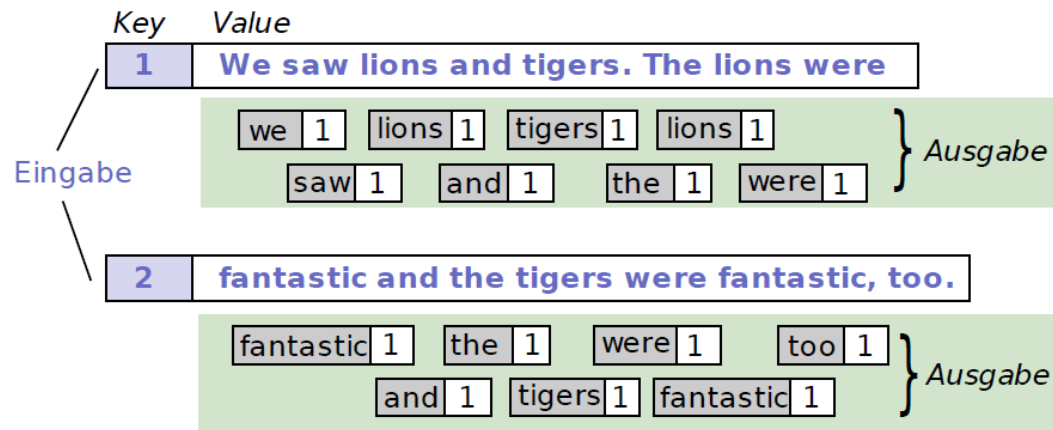 Key Value
1 We saw lions and tigers. The lions were
we 1 lions 1 tigers 1 lions 1
} Ausgabe
Eingabe
saw 1 and 1 the 1 were 1
2 fantastic and the tigers were fantastic, too.
fantastic 1 the 1 were 1 too 1
} Ausgabe
and 1 tigers 1 fantastic 1